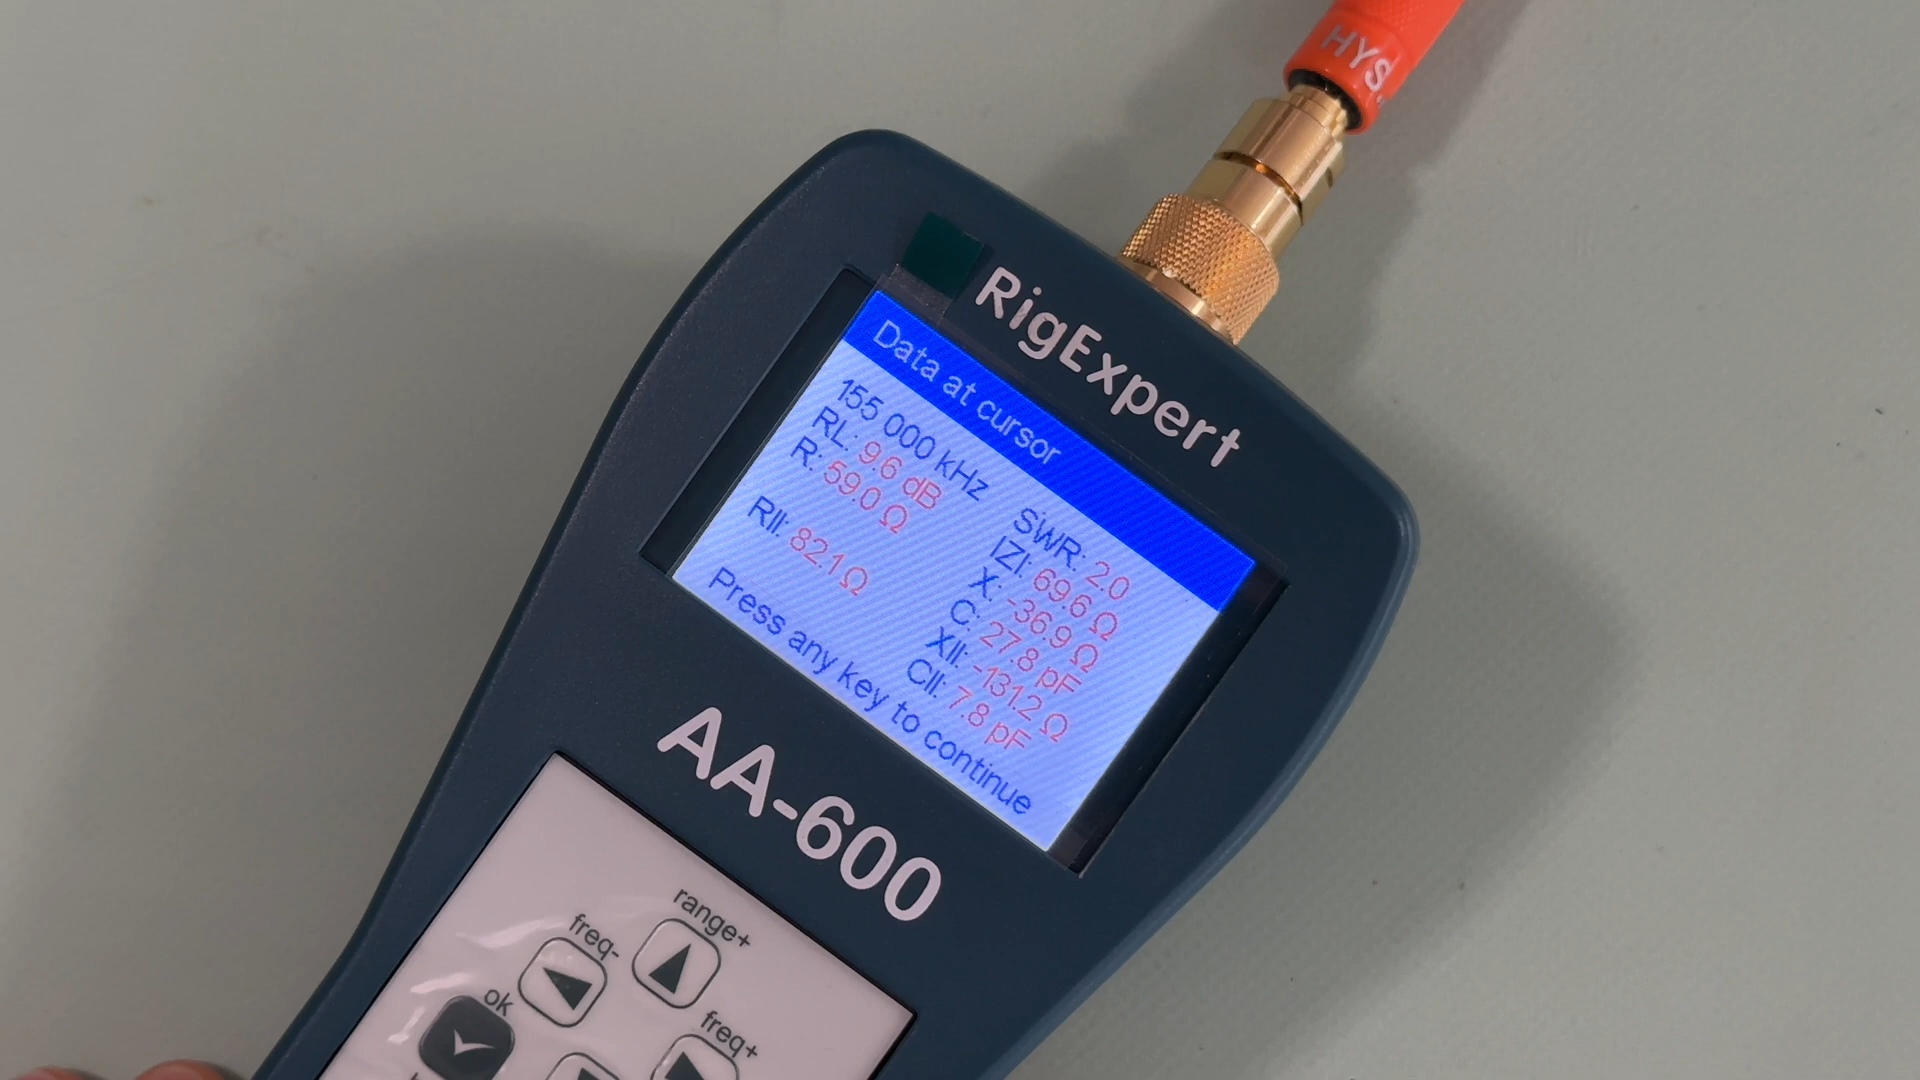 HYS
RigExpert
Data at cursor
155 000 kHz
RL: 9.6 dB SWR: 2.0
R: 59.0 Ω IZI: 69.6 Ω
X: -36.9 Ω
C: 27.8 pF
RII: 82.1 Ω XII: -131.2 Ω
CII: 7.8 pF
Press any key to continue
AA-600
range+
freq-
ok
freq+